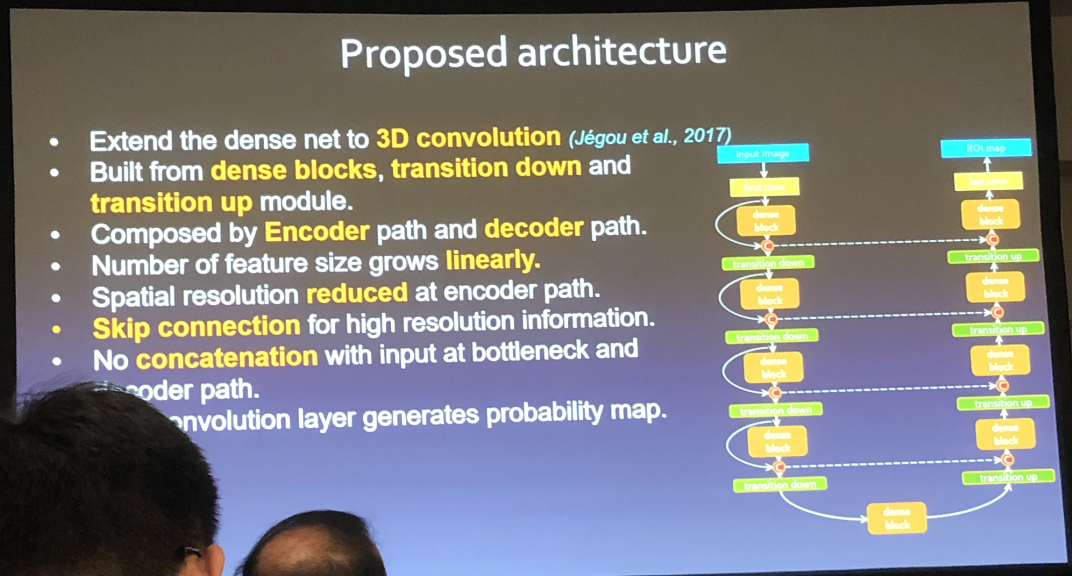 Proposed architecture
• Extend the dense net to 3D convolution (Jégou et al., 2017)
• Built from dense blocks, transition down and
transition up module.
• Composed by Encoder path and decoder path.
• Number of feature size grows linearly.
• Spatial resolution reduced at encoder path.
• Skip connection for high resolution information.
• No concatenation with input at bottleneck and
coder path.
onvolution layer generates probability map.
Input image
first conv
dense
block
C
transition down
dense
block
C
transition down
dense
block
C
transition down
dense
block
C
transition down
dense
block
ROI map
dense
block
C
transition up
dense
block
C
transition up
dense
block
C
transition up
dense
block
C
transition up